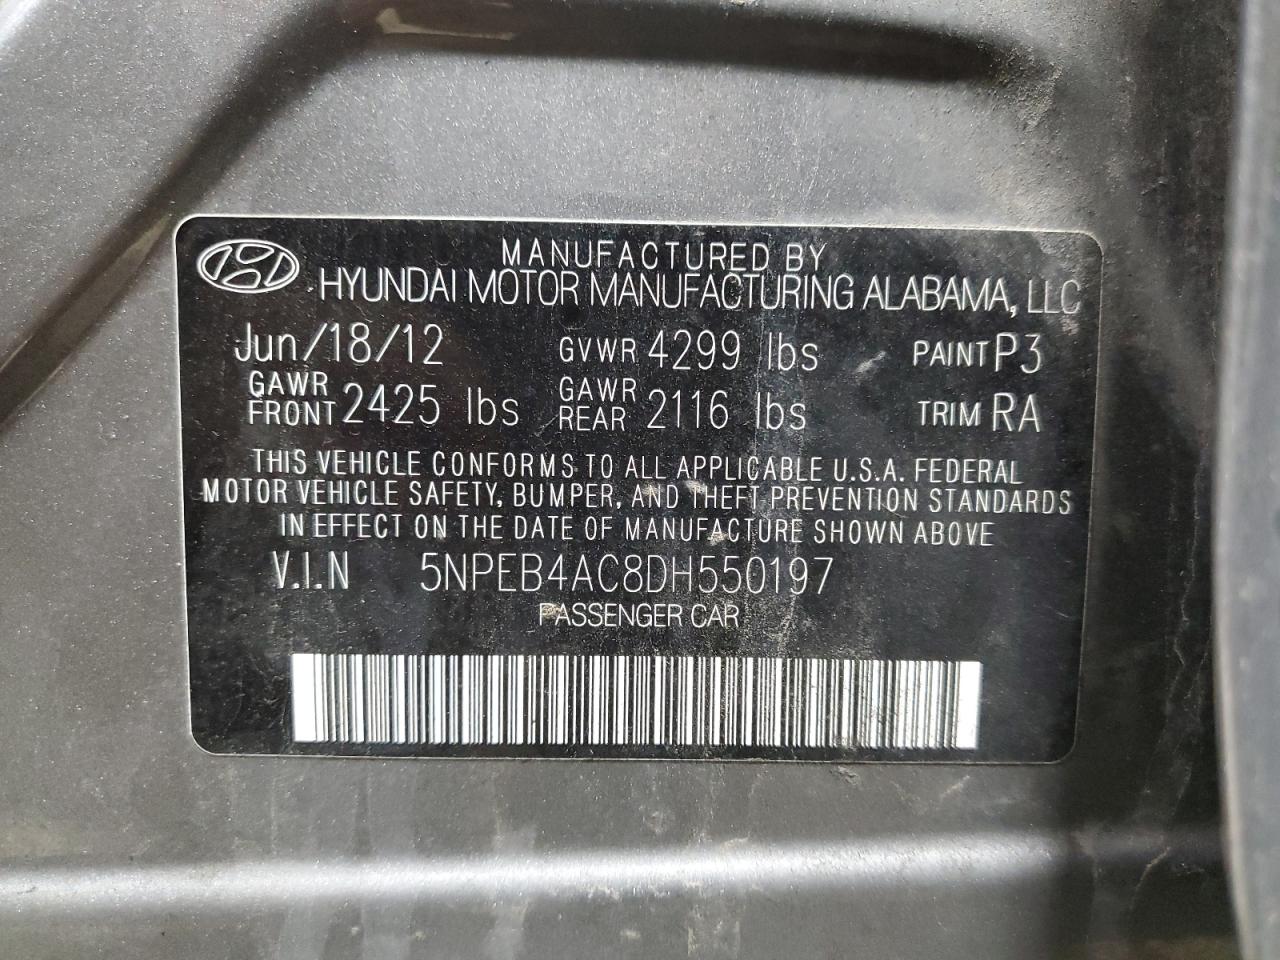 MANUFACTURED BY
HYUNDAI MOTOR MANUFACTURING ALABAMA, LLC
Jun/18/12 GVWR 4299 lbs PAINT P3
GAWR FRONT 2425 lbs GAWR REAR 2116 lbs TRIM RA
THIS VEHICLE CONFORMS TO ALL APPLICABLE U.S.A. FEDERAL
MOTOR VEHICLE SAFETY, BUMPER, AND THEFT PREVENTION STANDARDS
IN EFFECT ON THE DATE OF MANUFACTURE SHOWN ABOVE
V.I.N 5NPEB4AC8DH550197
PASSENGER CAR